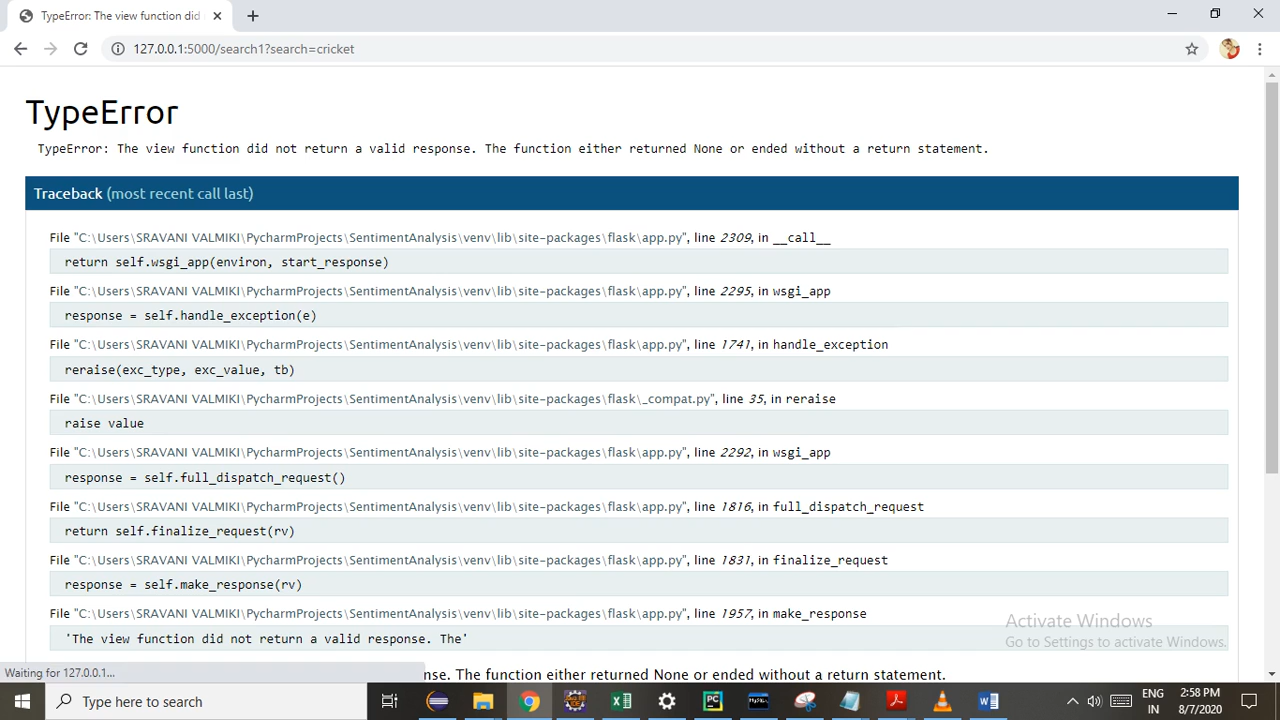 TypeError: The view function did
127.0.0.1:5000/search1?search=cricket
TypeError
TypeError: The view function did not return a valid response. The function either returned None or ended without a return statement.
Traceback (most recent call last)
File "C:\Users\SRAVANI VALMIKI\PycharmProjects\SentimentAnalysis\venv\lib\site-packages\flask\app.py", line 2309, in __call__
return self.wsgi_app(environ, start_response)
File "C:\Users\SRAVANI VALMIKI\PycharmProjects\SentimentAnalysis\venv\lib\site-packages\flask\app.py", line 2295, in wsgi_app
response = self.handle_exception(e)
File "C:\Users\SRAVANI VALMIKI\PycharmProjects\SentimentAnalysis\venv\lib\site-packages\flask\app.py", line 1741, in handle_exception
reraise(exc_type, exc_value, tb)
File "C:\Users\SRAVANI VALMIKI\PycharmProjects\SentimentAnalysis\venv\lib\site-packages\flask\_compat.py", line 35, in reraise
raise value
File "C:\Users\SRAVANI VALMIKI\PycharmProjects\SentimentAnalysis\venv\lib\site-packages\flask\app.py", line 2292, in wsgi_app
response = self.full_dispatch_request()
File "C:\Users\SRAVANI VALMIKI\PycharmProjects\SentimentAnalysis\venv\lib\site-packages\flask\app.py", line 1816, in full_dispatch_request
return self.finalize_request(rv)
File "C:\Users\SRAVANI VALMIKI\PycharmProjects\SentimentAnalysis\venv\lib\site-packages\flask\app.py", line 1831, in finalize_request
response = self.make_response(rv)
File "C:\Users\SRAVANI VALMIKI\PycharmProjects\SentimentAnalysis\venv\lib\site-packages\flask\app.py", line 1957, in make_response
'The view function did not return a valid response. The'
Activate Windows
Go to Settings to activate Windows.
Waiting for 127.0.0.1...
nse. The function either returned None or ended without a return statement.
Type here to search
PC
MySQL
ENG
IN
2:58 PM
8/7/2020